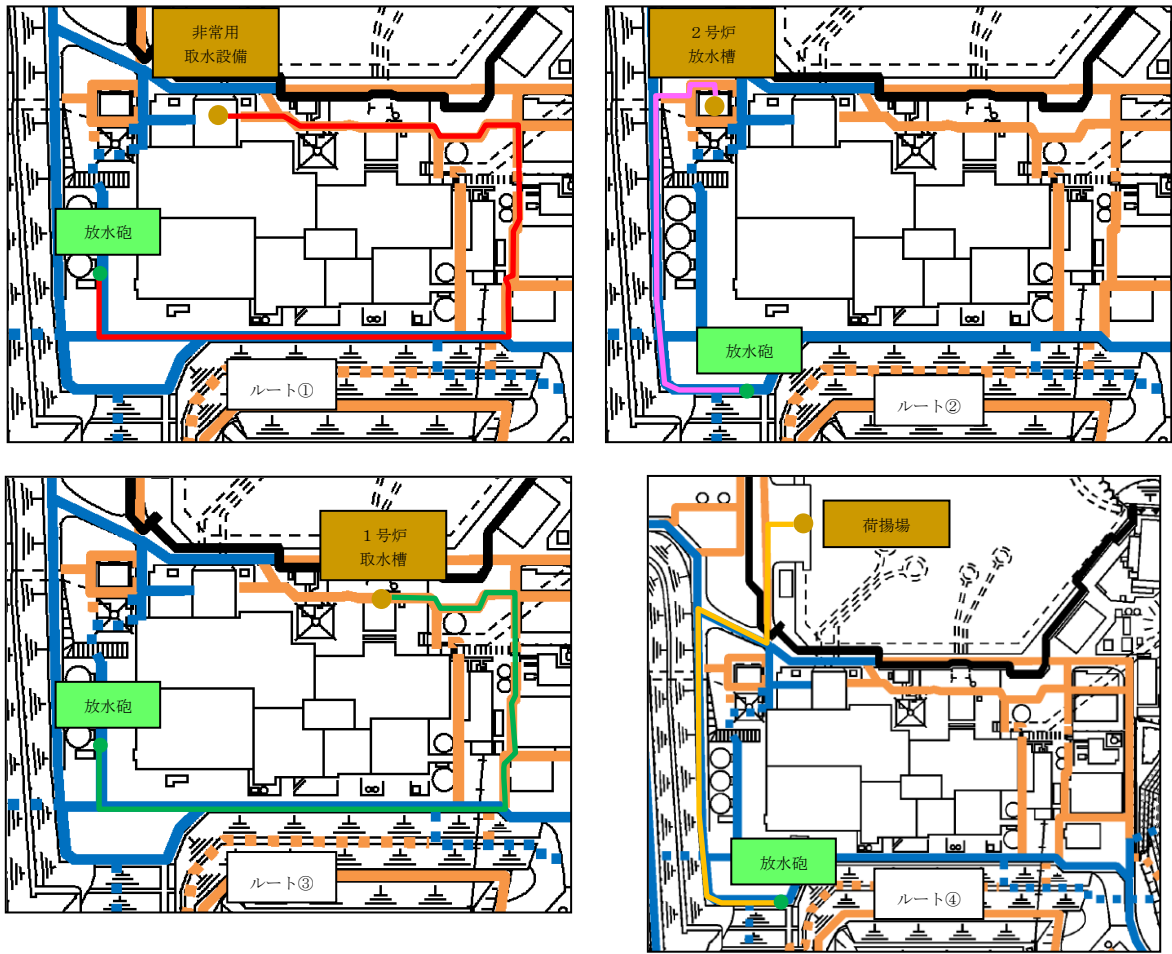 非常用
取水設備
放水砲
ルート①
２号炉
放水槽
放水砲
ルート②
１号炉
取水槽
放水砲
ルート③
荷揚場
放水砲
ルート④